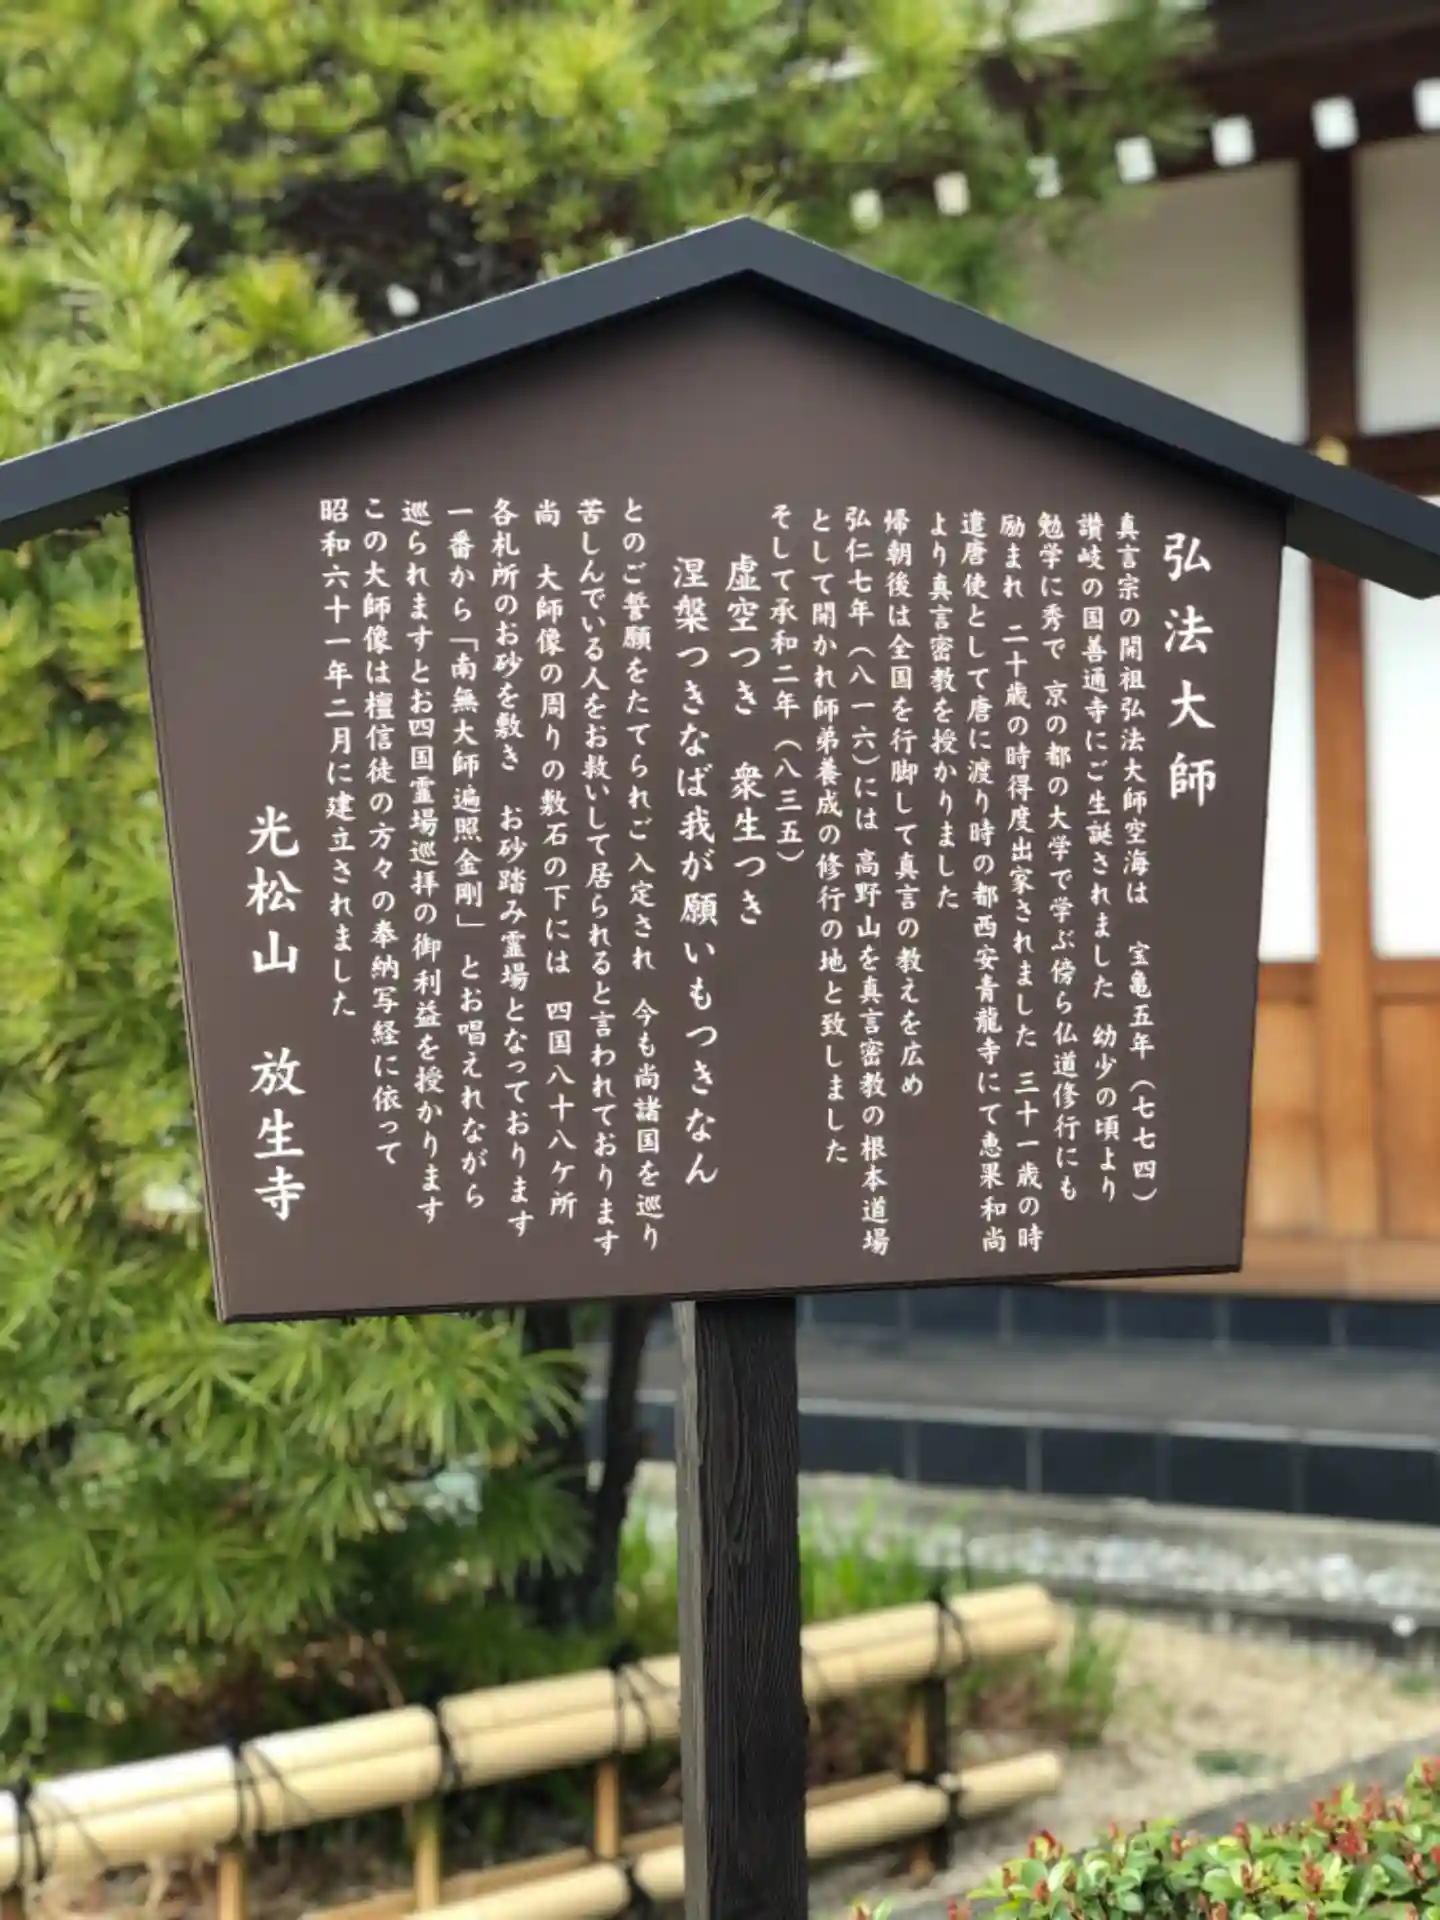 弘法大師
真言宗の開祖弘法大師空海は 宝亀五年(七七四)
讃岐の国善通寺にご生誕されました 幼少の頃より
勉学に秀で 京の都の大学で学ぶ傍ら仏道修行にも
励まれ 二十歳の時得度出家されました 三十一歳の時
遣唐使として唐に渡り時の都西安青龍寺にて恵果和尚
より真言密教を授かりました
帰朝後は全国を行脚して真言の教えを広め
弘仁七年(八一六)には 高野山を真言密教の根本道場
として開かれ師弟養成の修行の地と致しました
そして承和二年(八三五)
虚空つき 衆生つき
涅槃つきなば我が願いもつきなん
とのご誓願をたてられご入定され 今も尚諸国を巡り
苦しんでいる人をお救いして居られると言われております
尚 大師像の周りの敷石の下には 四国八十八ケ所
各札所のお砂を敷き お砂踏み霊場となっております
一番から「南無大師遍照金剛」とお唱えれながら
巡られますとお四国霊場巡拝の御利益を授かります
この大師像は檀信徒の方々の奉納写経に依って
昭和六十一年二月に建立されました
光松山 放生寺